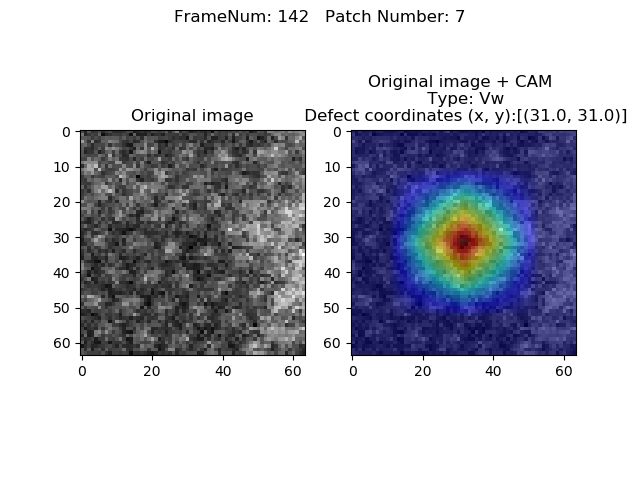 FrameNum: 142   Patch Number: 7
Original image
Original image + CAM
Type: Vw
Defect coordinates (x, y):[(31.0, 31.0)]
0
10
20
30
40
50
60
0 20 40 60
0
10
20
30
40
50
60
0 20 40 60